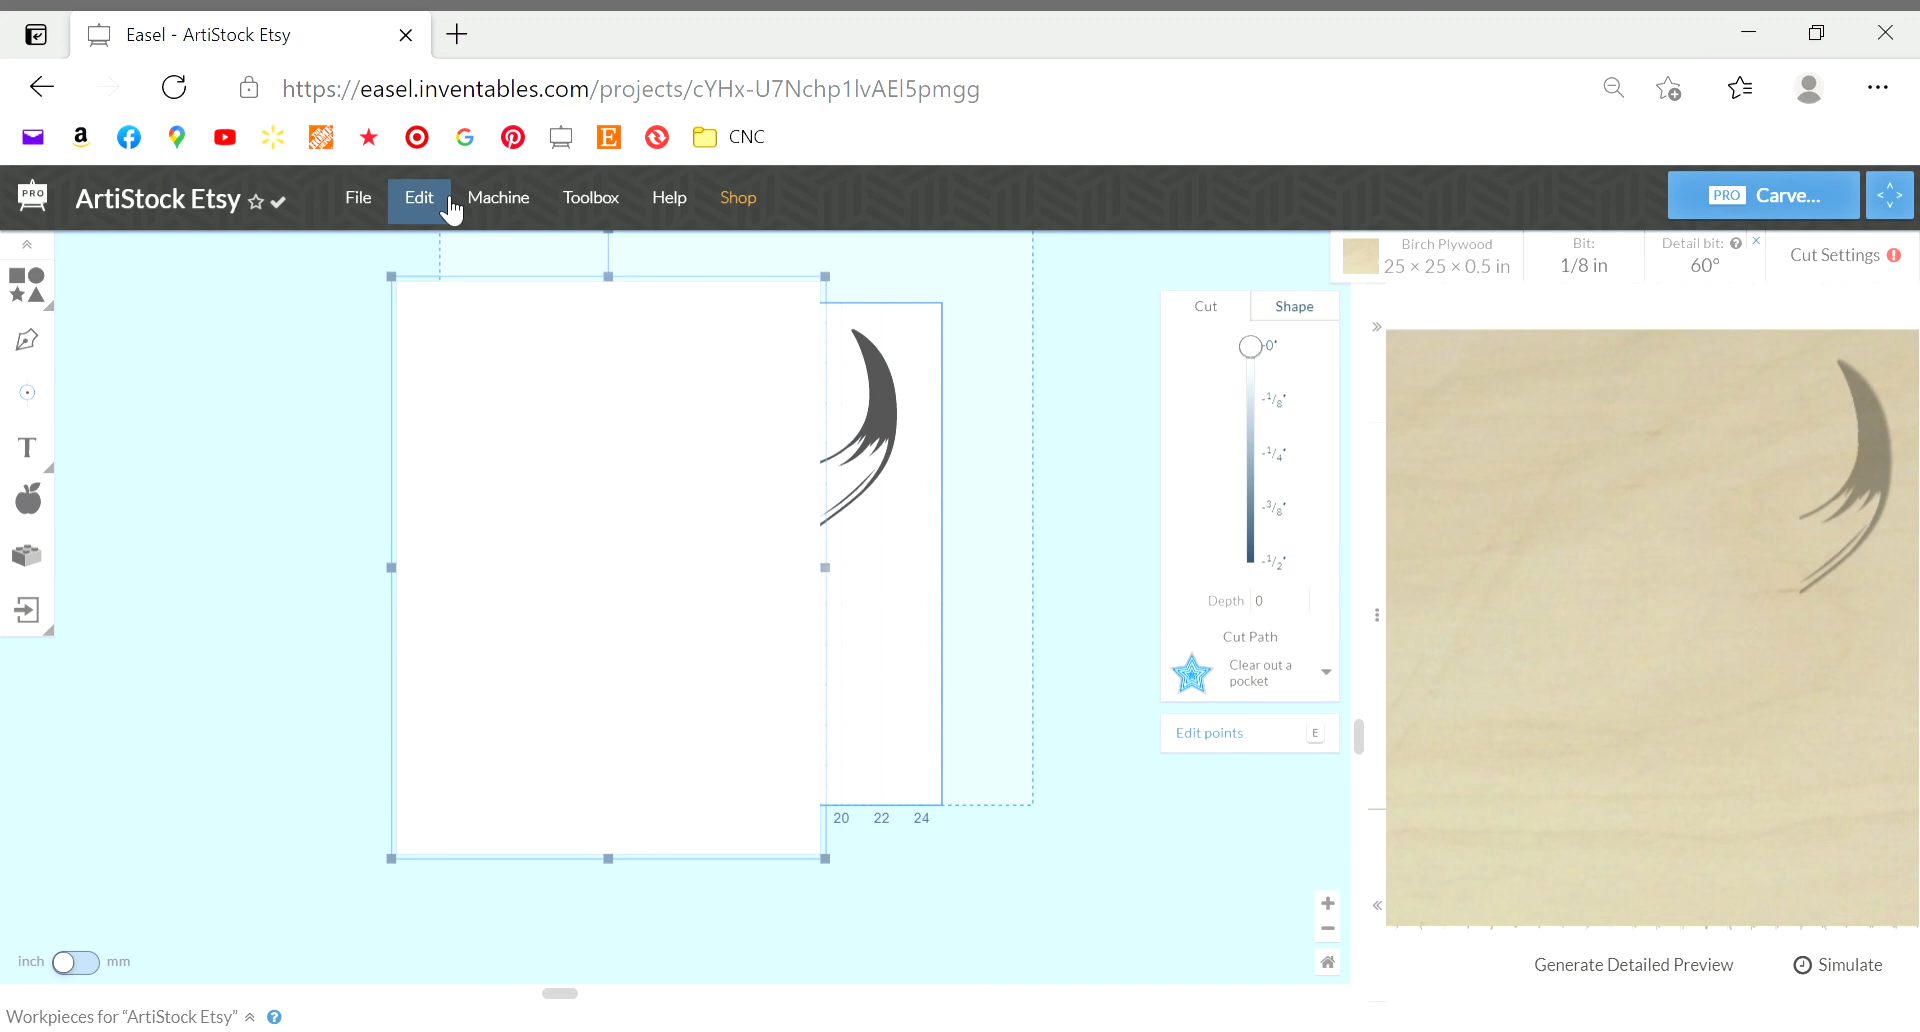 Easel - ArtiStock Etsy
https://easel.inventables.com/projects/cYHx-U7Nchp1lvAEl5pmgg
CNC
PRO ArtiStock Etsy File Edit Machine Toolbox Help Shop PRO Carve...
Birch Plywood Bit: Detail bit:
25 × 25 × 0.5 in 1/8 in 60° Cut Settings
Cut Shape
0"
-1/8"
-1/4"
-3/8"
-1/2"
Depth 0
Cut Path
Clear out a
pocket
Edit points E
20 22 24
inch mm
Generate Detailed Preview Simulate
Workpieces for “ArtiStock Etsy”